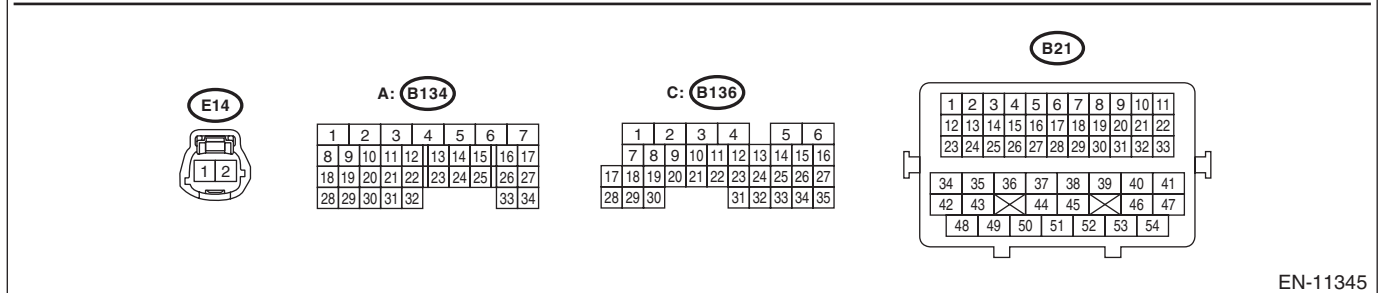 B21
E14
A: B134
C: B136
1 2 3 4 5 6 7 8 9 10 11
12 13 14 15 16 17 18 19 20 21 22
23 24 25 26 27 28 29 30 31 32 33
34 35 36 37 38 39 40 41
42 43 44 45 46 47
48 49 50 51 52 53 54
1 2
1 2 3 4 5 6 7
8 9 10 11 12 13 14 15 16 17
18 19 20 21 22 23 24 25 26 27
28 29 30 31 32 33 34
1 2 3 4 5 6
7 8 9 10 11 12 13 14 15 16
17 18 19 20 21 22 23 24 25 26 27
28 29 30 31 32 33 34 35
EN-11345